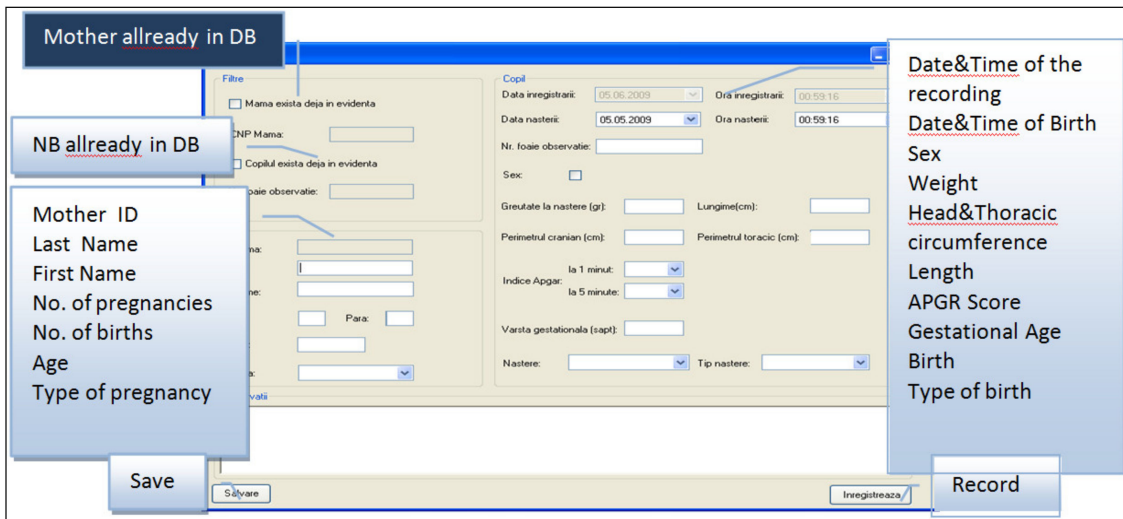 Mother allready in DB
NB allready in DB
Mother ID
Last Name
First Name
No. of pregnancies
No. of births
Age
Type of pregnancy
Save
Filtre
Mama exista deja in evidenta
CNP Mama:
Copilul exista deja in evidenta
foaie observatie:
Para:
Salvare
Copil
Data inregistrarii: 05.06.2009 Ora inregistrarii: 00:59:16
Data nasterii: 05.05.2009 Ora nasterii: 00:59:16
Nr. foaie observatie:
Sex:
Greutate la nastere (gr): Lungime(cm):
Perimetrul cranian (cm): Perimetrul toracic (cm):
Indice Apgar: la 1 minut:
la 5 minute:
Varsta gestationala (sapt):
Nastere: Tip nastere:
Inregistreaza
Date&Time of the
recording
Date&Time of Birth
Sex
Weight
Head&Thoracic
circumference
Length
APGR Score
Gestational Age
Birth
Type of birth
Record